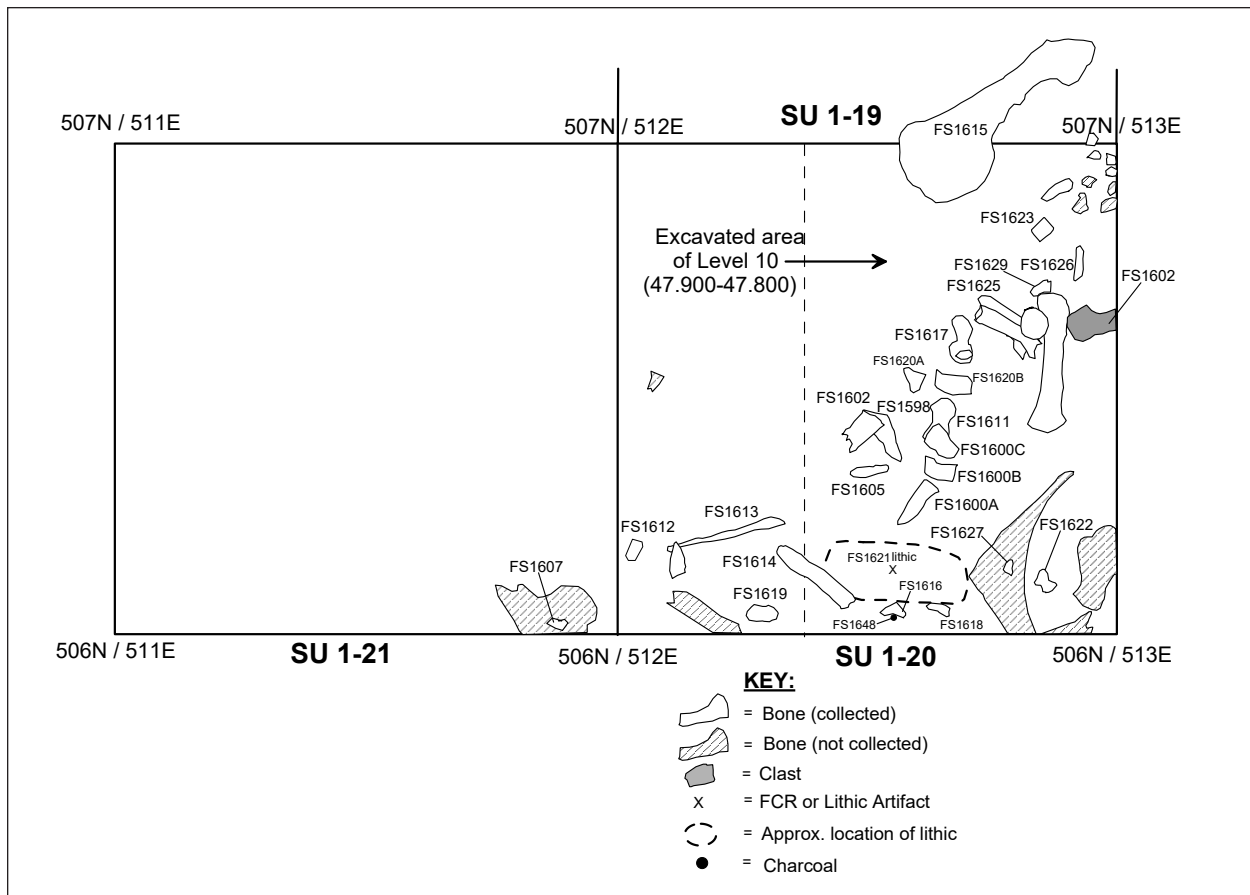 SU 1-19
507N / 511E
507N / 512E
507N / 513E
FS1615
FS1623
Excavated area
of Level 10
(47.900-47.800)
FS1629
FS1626
FS1602
FS1625
FS1617
FS1620A
FS1620B
FS1602
FS1598
FS1611
FS1600C
FS1600B
FS1605
FS1600A
FS1613
FS1612
FS1627
FS1622
FS1614
FS1621 lithic
x
FS1607
FS1619
FS1616
FS1648
FS1618
506N / 511E
SU 1-21
506N / 512E
SU 1-20
506N / 513E
KEY:
= Bone (collected)
= Bone (not collected)
= Clast
x = FCR or Lithic Artifact
= Approx. location of lithic
= Charcoal